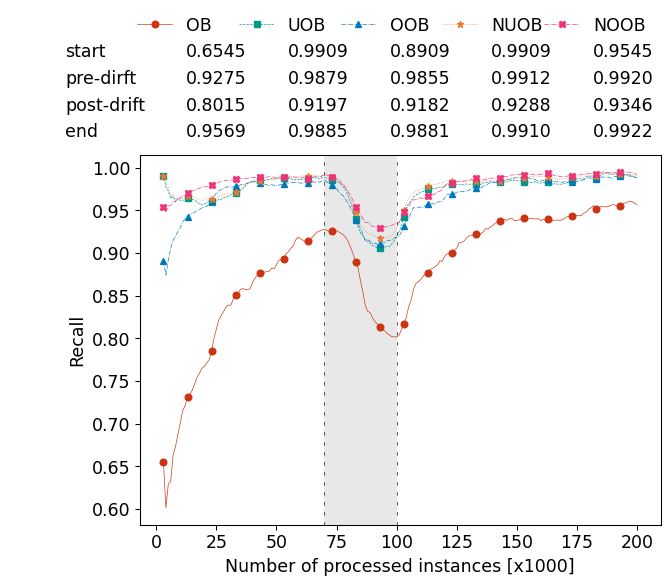 OB UOB OOB NUOB NOOB
start 0.6545 0.9909 0.8909 0.9909 0.9545
pre-dirft 0.9275 0.9879 0.9855 0.9912 0.9920
post-drift 0.8015 0.9197 0.9182 0.9288 0.9346
end 0.9569 0.9885 0.9881 0.9910 0.9922
1.00
0.95
0.90
0.85
0.80
0.75
0.70
0.65
0.60
Recall
0 25 50 75 100 125 150 175 200
Number of processed instances [x1000]